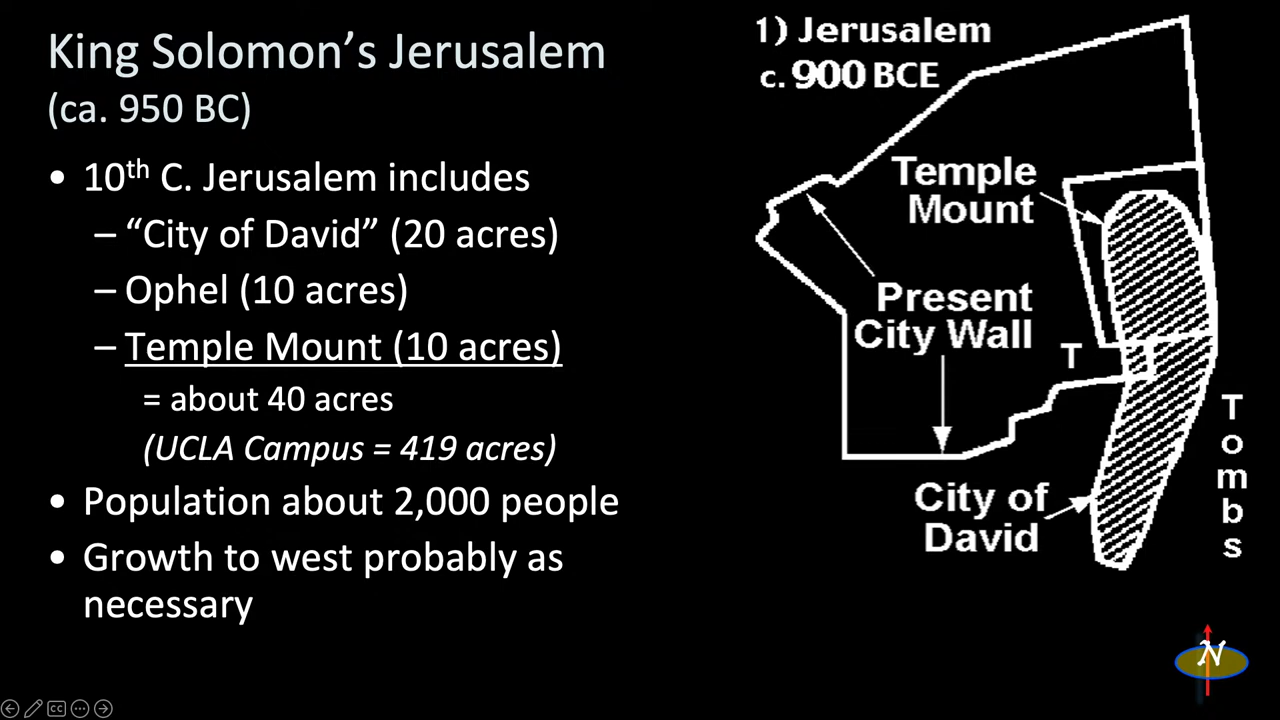 King Solomon's Jerusalem
(ca. 950 BC)
• 10th C. Jerusalem includes
– “City of David” (20 acres)
– Ophel (10 acres)
– Temple Mount (10 acres)
= about 40 acres
(UCLA Campus = 419 acres)
• Population about 2,000 people
• Growth to west probably as
necessary
1) Jerusalem
c. 900 BCE
Temple
Mount
Present
City Wall
T
Tombs
City of
David
N
CC